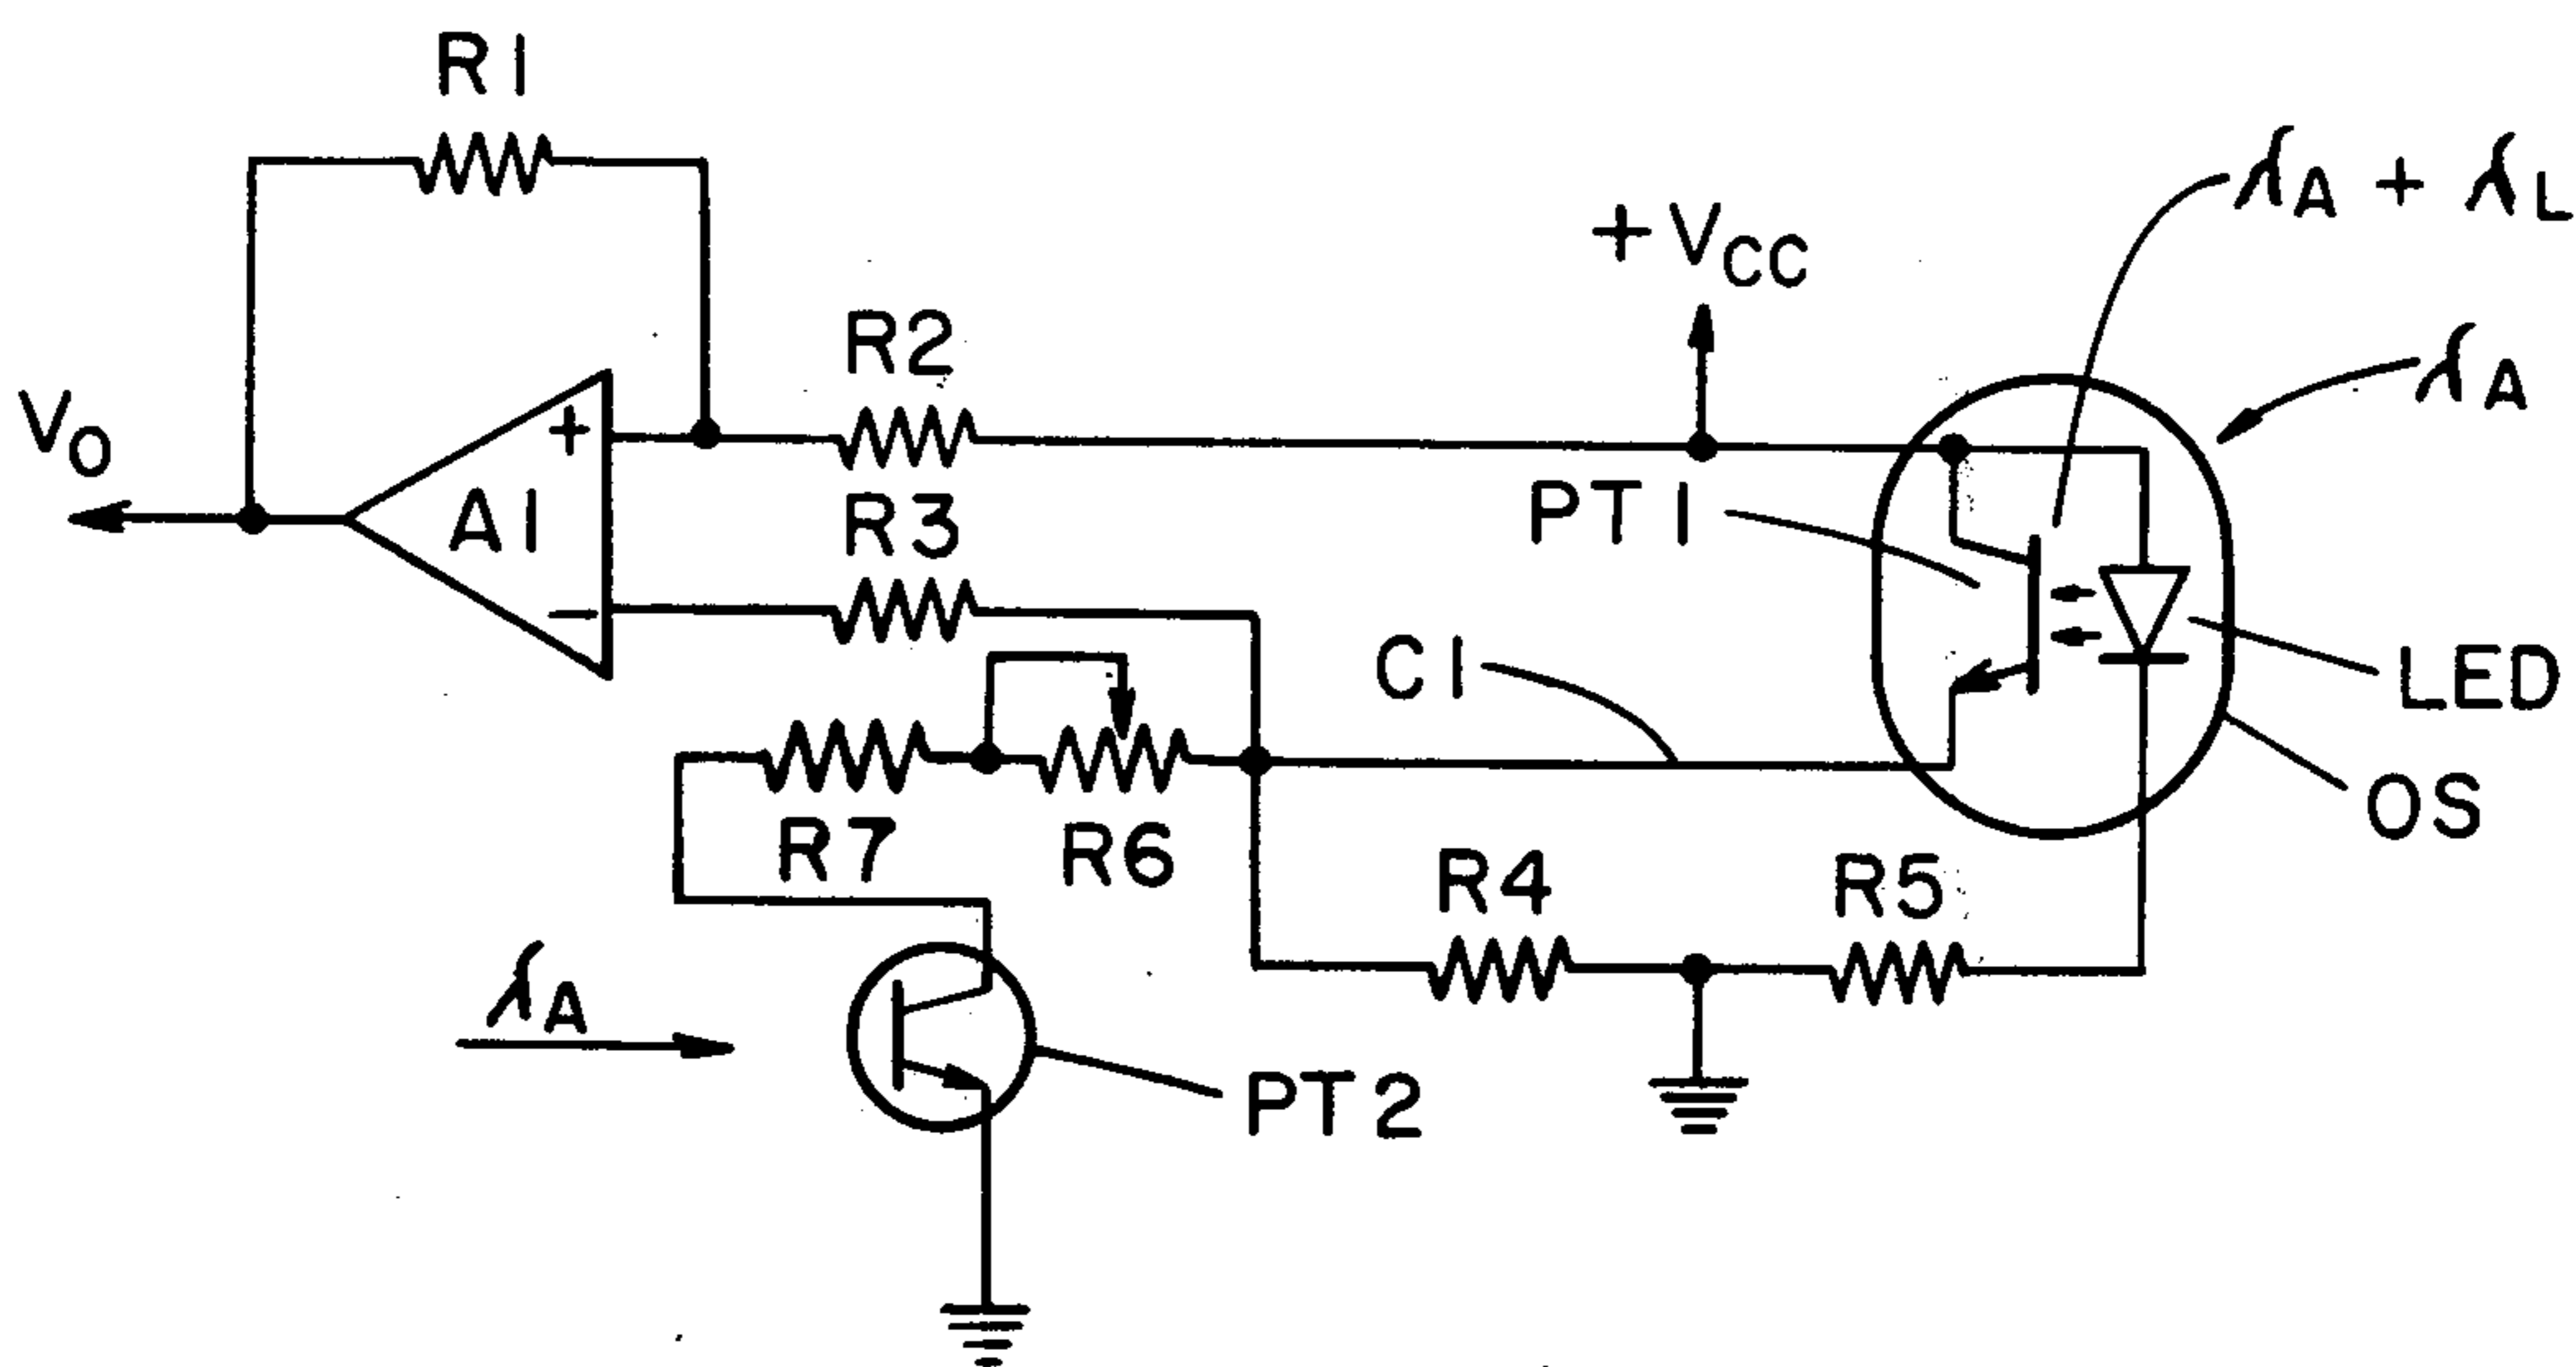 R1
λA + λL
+VCC
R2
λA
VO
+
A1
R3
PT1
−
C1
LED
OS
R7
R6
R4
R5
λA
PT2